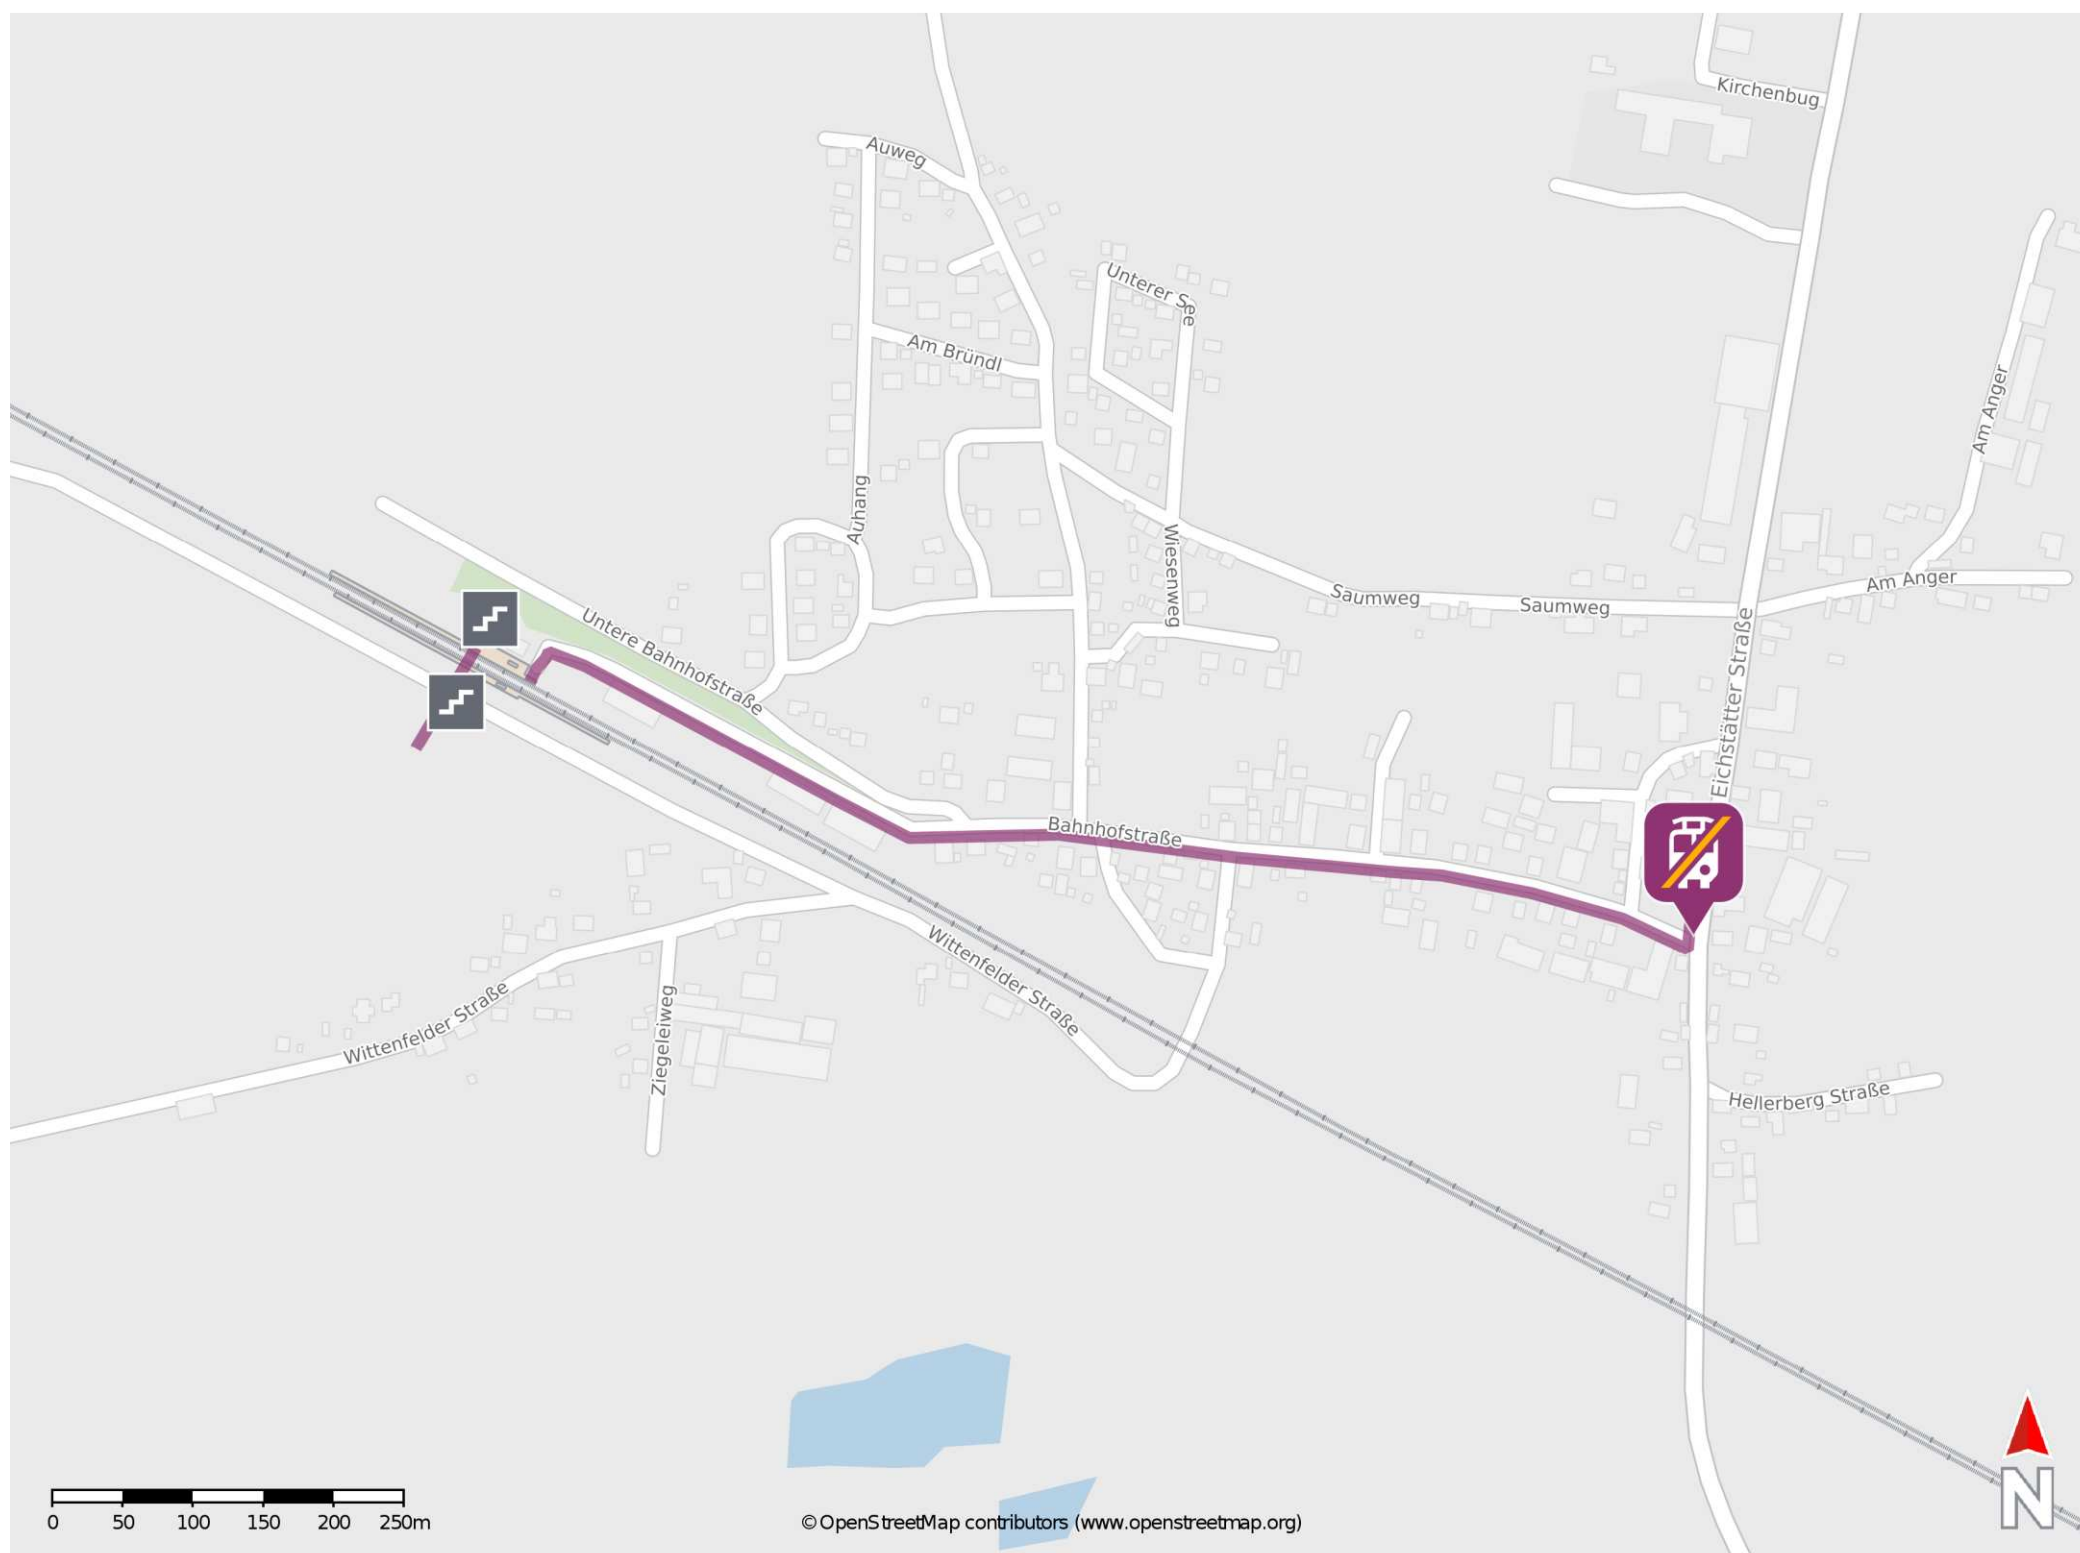 Kirchenbug
Auweg
Unterer See
Am Bründl
Am Anger
Auhang
Wiesenweg
Am Anger
Saumweg
Saumweg
Untere Bahnhofstraße
Eichstätter Straße
Bahnhofstraße
Wittenfelder Straße
Wittenfelder Straße
Ziegeleiweg
Hellerberg Straße
N
0 50 100 150 200 250m
© OpenStreetMap contributors (www.openstreetmap.org)